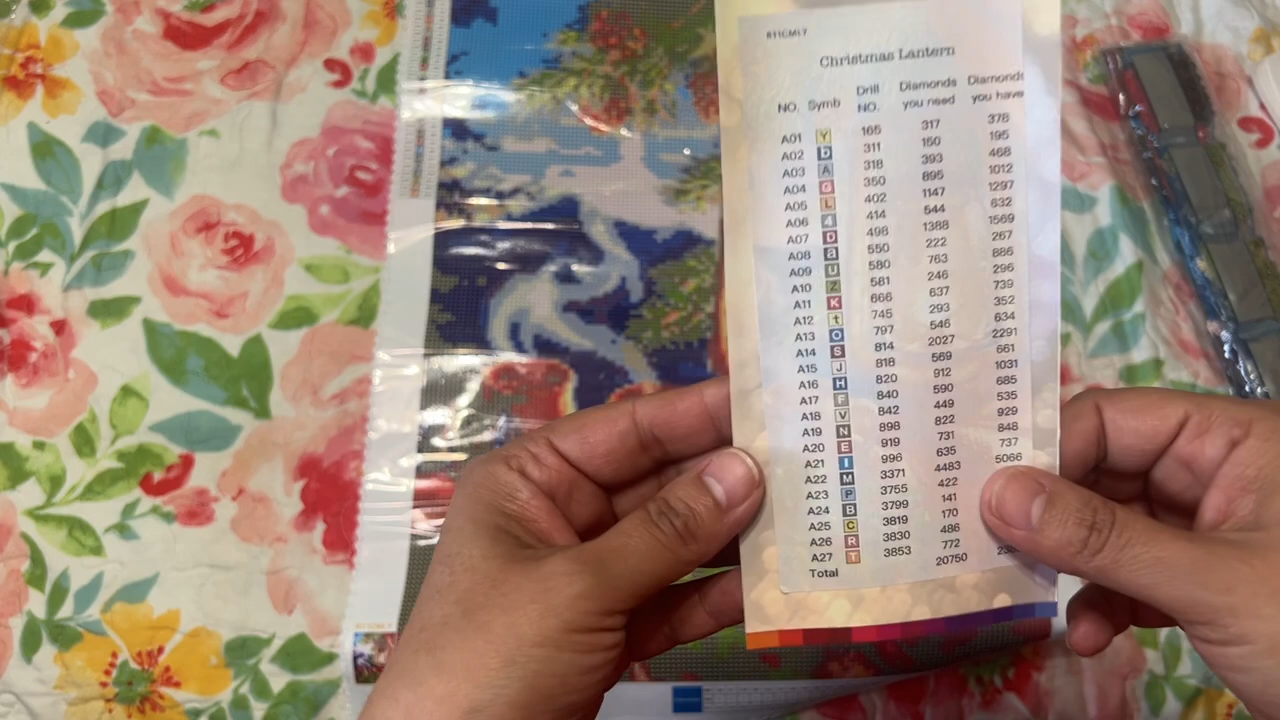 Christmas Lantern
NO. Symb Drill NO. Diamonds you need Diamonds you have
A01 Y 165 317 378
A02 b 311 150 195
A03 A 318 393 468
A04 G 350 895 1012
A05 L 402 1147 1297
A06 4 414 544 632
A07 D 498 1388 1569
A08 a 550 222 267
A09 U 580 763 886
A10 Z 581 246 296
A11 K 666 637 739
A12 t 745 293 352
A13 O 797 546 634
A14 S 814 2027 2291
A15 J 818 569 661
A16 H 820 912 1031
A17 F 840 590 685
A18 V 842 449 535
A19 N 898 822 929
A20 E 919 731 848
A21 I 996 635 737
A22 M 3371 4483 5066
A23 P 3755 422
A24 B 3799 141
A25 C 3819 170
A26 R 3830 486
A27 T 3853 772
Total 20750